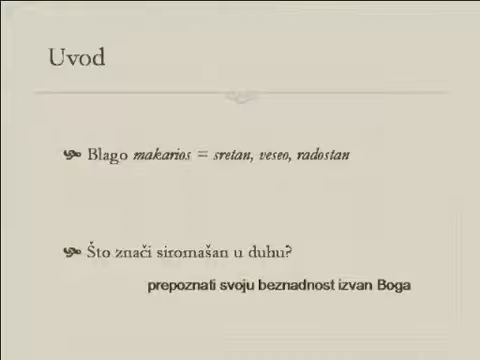 Uvod
Blago makarios = sretan, veseo, radostan
Što znači siromašan u duhu?
prepoznati svoju beznadnost izvan Boga